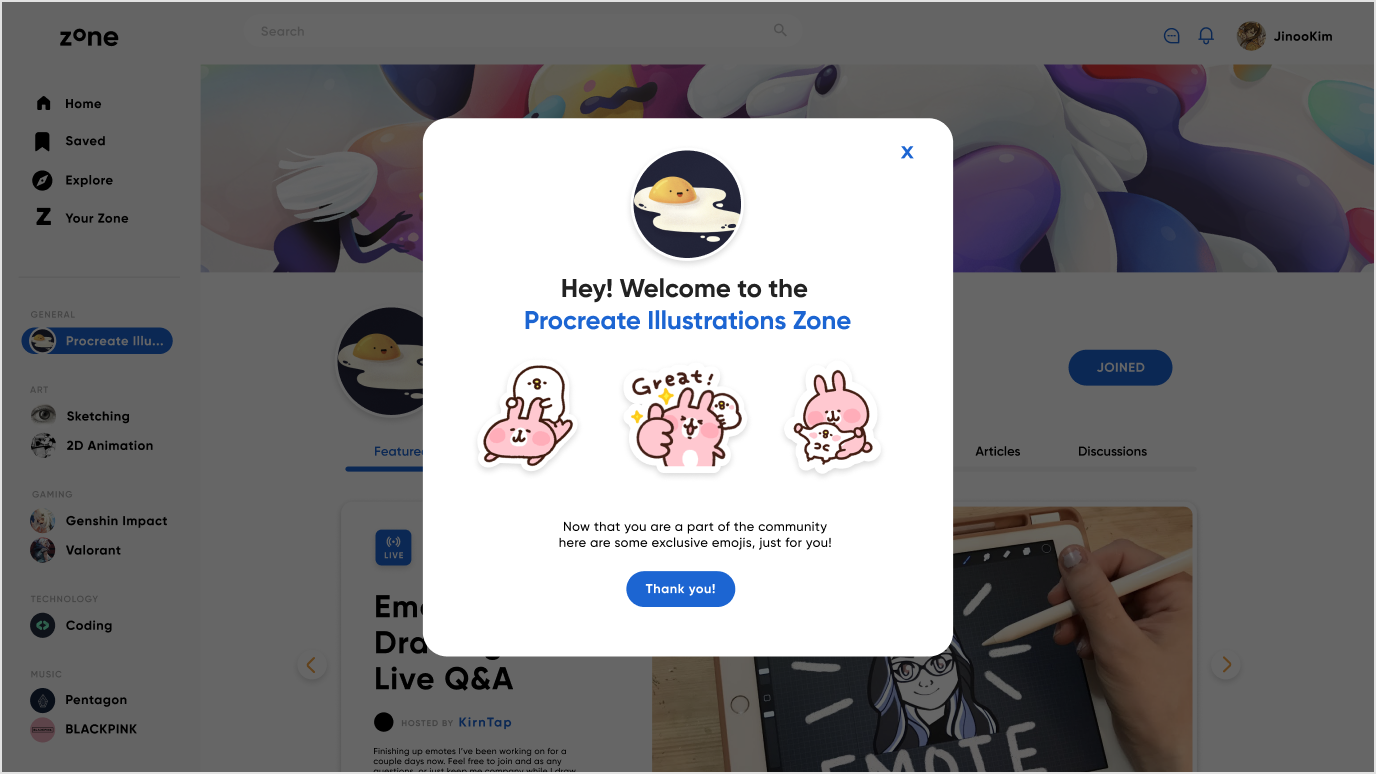 zone
Search
JinooKim
Home
Saved
Explore
Z
Your Zone
GENERAL
Procreate Illu...
ART
Sketching
2D Animation
GAMING
Genshin Impact
Valorant
TECHNOLOGY
Coding
MUSIC
Pentagon
BLACKPINK
X
Hey! Welcome to the
Procreate Illustrations Zone
Great!
Now that you are a part of the community
here are some exclusive emojis, just for you!
Thank you!
JOINED
Articles
Discussions
LIVE
Live Q&A
HOSTED BY KirnTap
Finishing up emotes I've been working on for a
couple days now. Feel free to join and as any
questions, or just keep me company while I draw
EMOTE